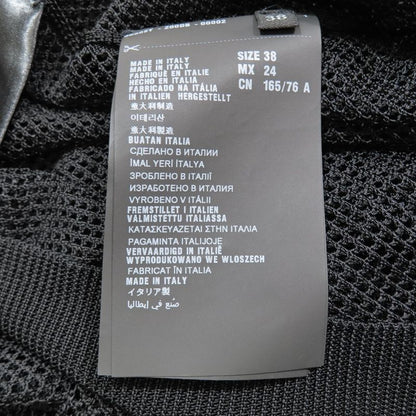 38
SIZE 38
MX 24
CN 165/76 A
MADE IN ITALY
MADE IN ITALY
FABRIQUÉ EN ITALIE
HECHO EN ITALIA
FABRICADO NA ITÁLIA
IN ITALIEN HERGESTELLT
意大利制造
이태리산
意大利製造
BUATAN ITALIA
СДЕЛАНО В ИТАЛИИ
İMAL YERİ İTALYA
ЗРОБЛЕНО В ІТАЛІЇ
ИЗРАБОТЕНО В ИТАЛИЯ
VYROBENO V ITÁLII
FREMSTILLET I ITALIEN
VALMISTETTU ITALIASSA
ΚΑΤΑΣΚΕΥΑΖΕΤΑΙ ΣΤΗΝ ΙΤΑΛΙΑ
PAGAMINTA ITALIJOJE
VERVAARDIGD IN ITALIË
WYPRODUKOWANO WE WLOSZECH
FABRICAT ÎN ITALIA
MADE IN ITALY
イタリア製
صُنع في إيطاليا